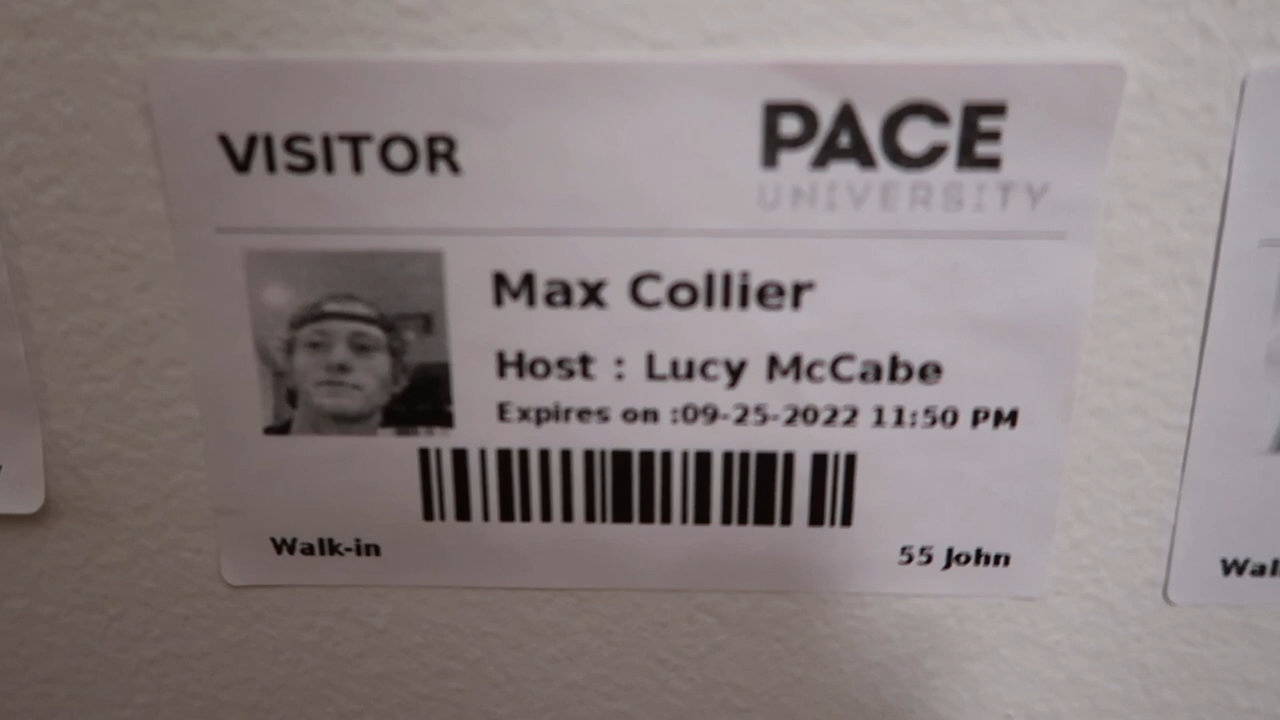 VISITOR
PACE
UNIVERSITY
Max Collier
Host : Lucy McCabe
Expires on :09-25-2022 11:50 PM
Walk-in
55 John
Wal